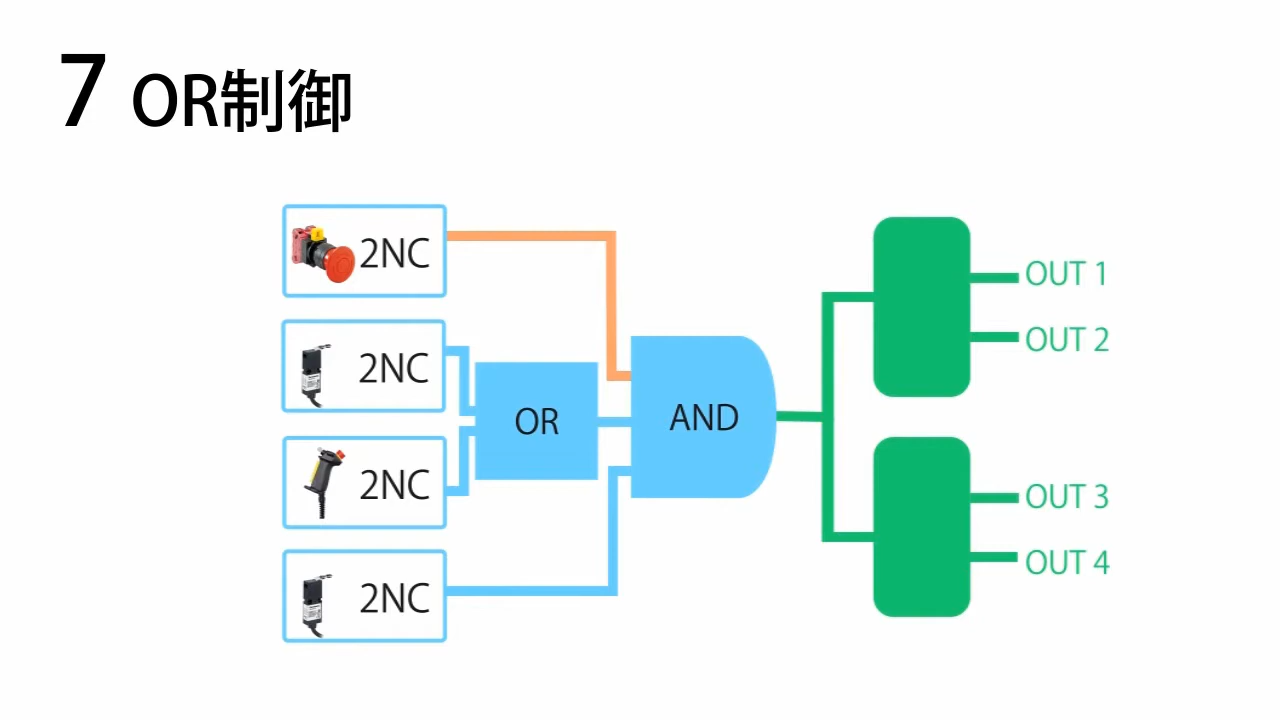 7 OR制御
2NC
2NC
2NC
2NC
OR
AND
OUT 1
OUT 2
OUT 3
OUT 4